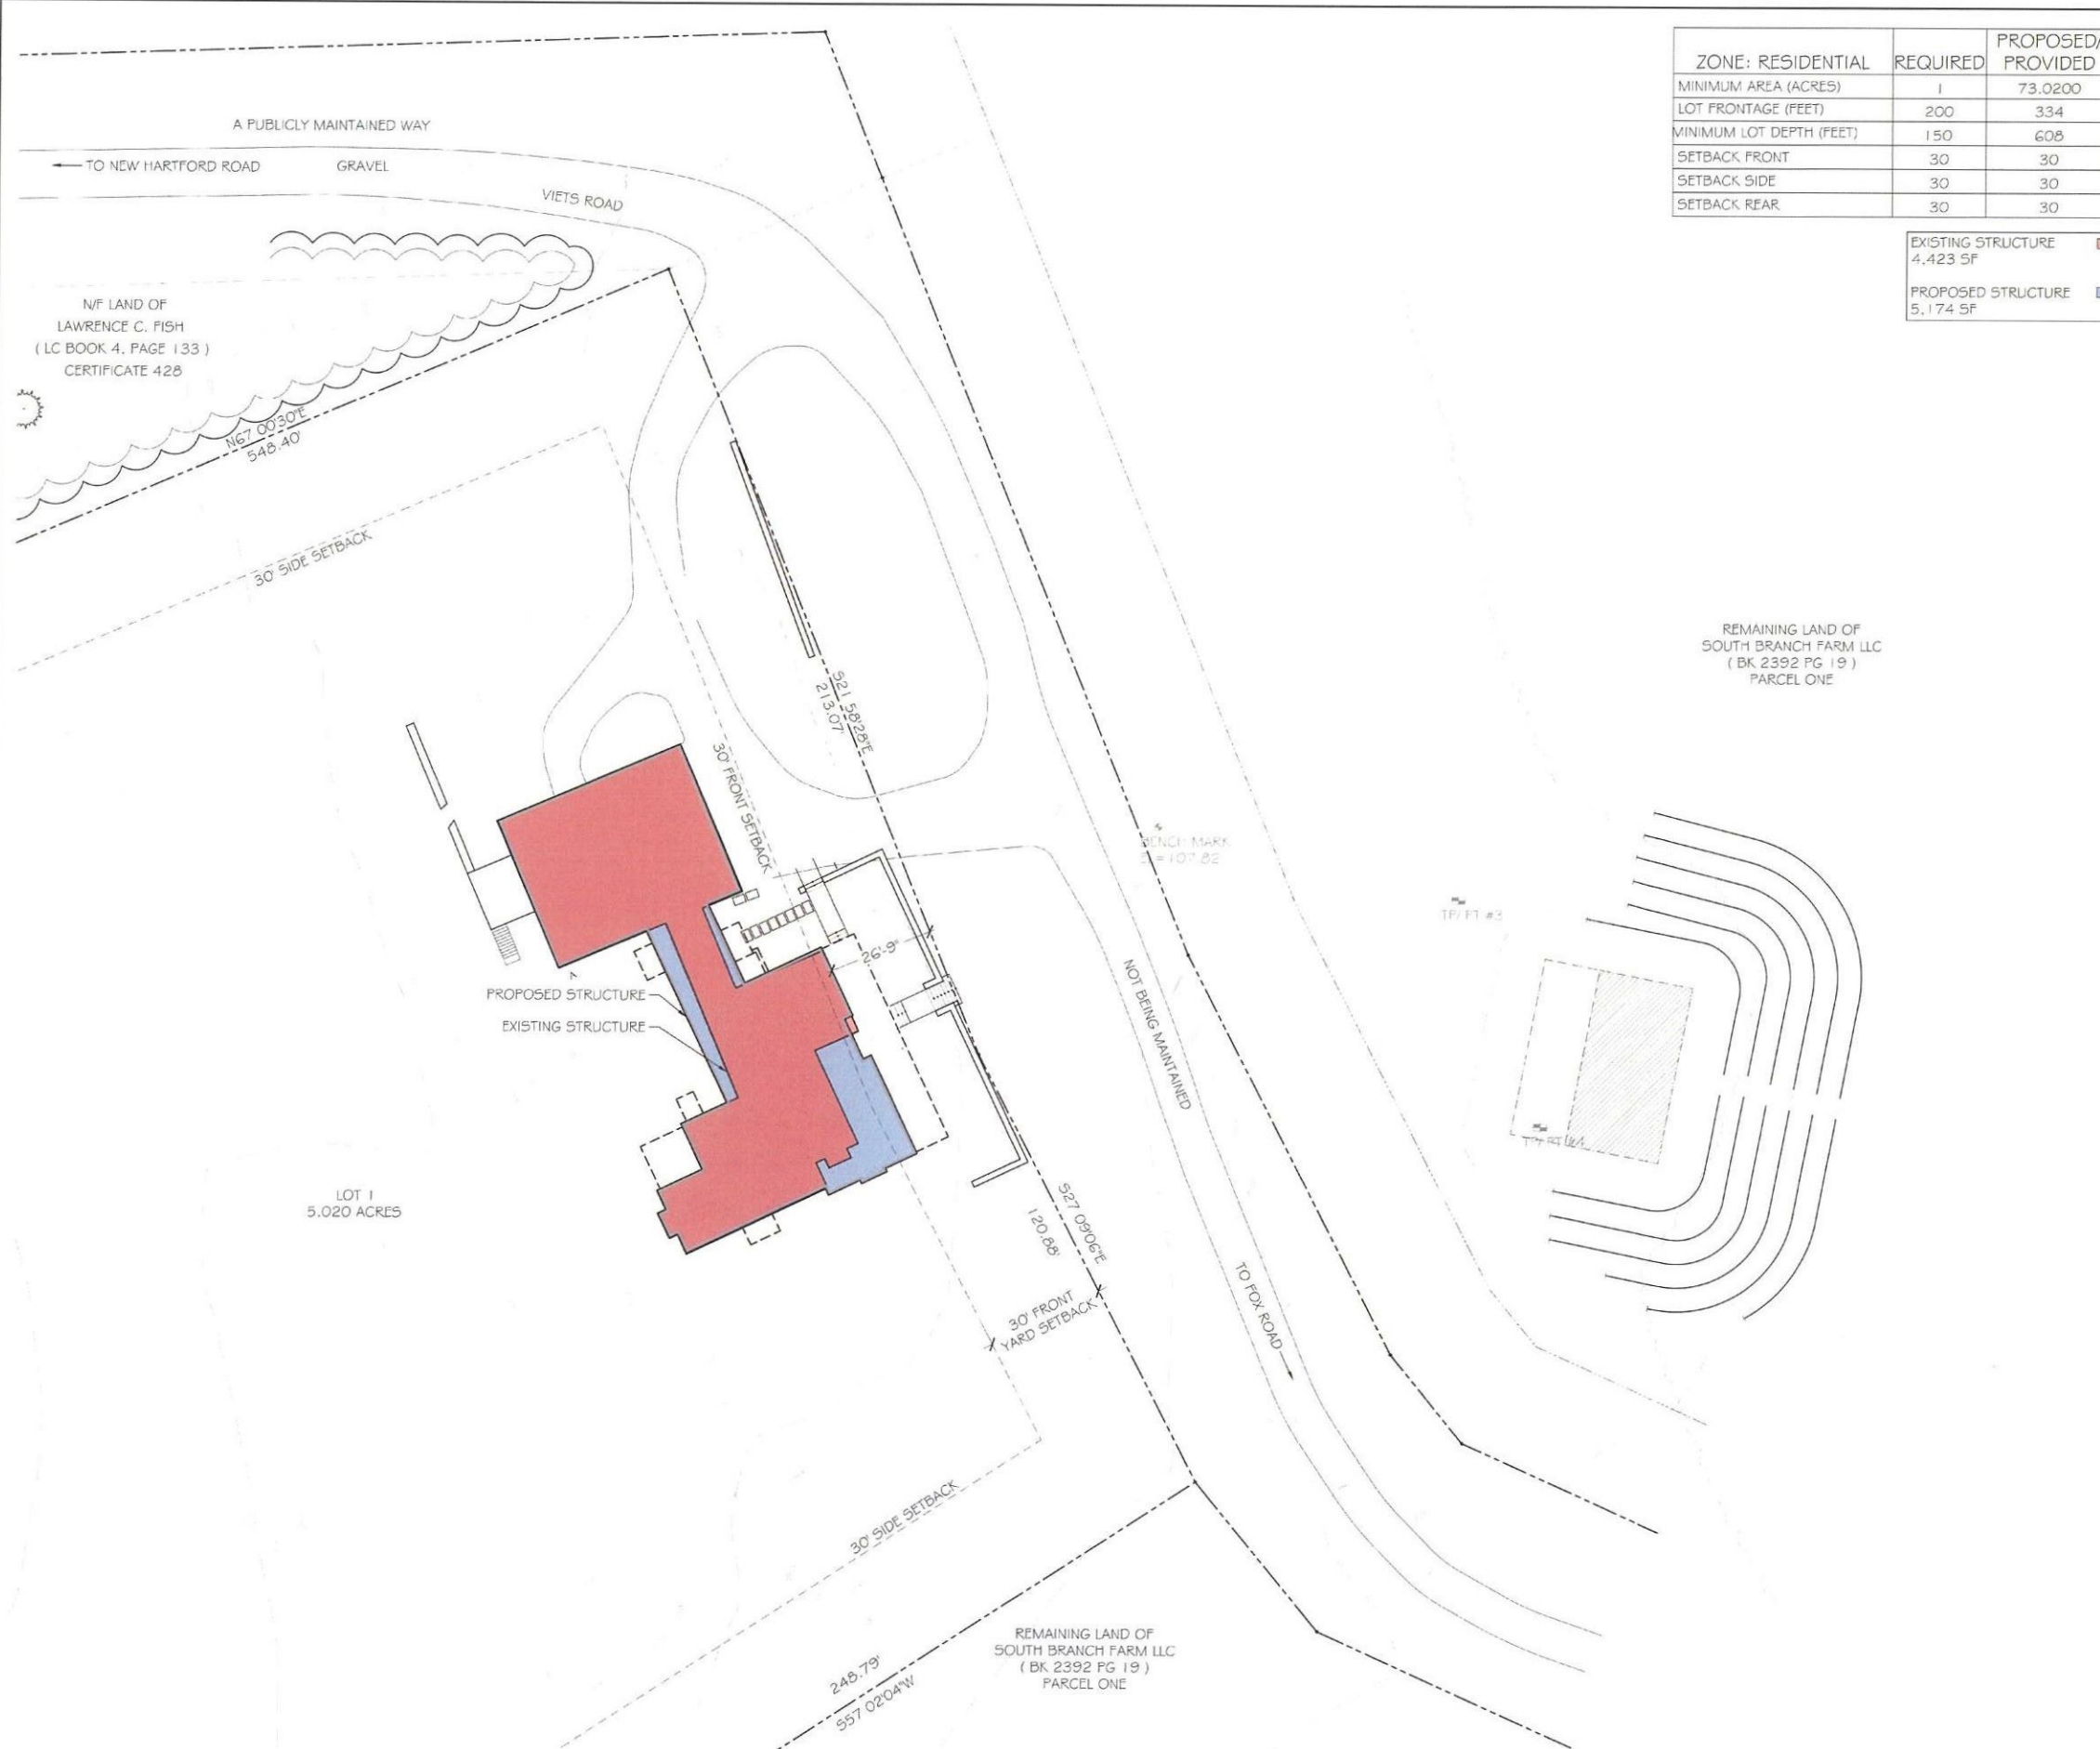 ZONE: RESIDENTIAL REQUIRED PROPOSED/ PROVIDED
MINIMUM AREA (ACRES) 1 73.0200
LOT FRONTAGE (FEET) 200 334
MINIMUM LOT DEPTH (FEET) 150 608
SETBACK FRONT 30 30
SETBACK SIDE 30 30
SETBACK REAR 30 30
EXISTING STRUCTURE
4,423 SF
PROPOSED STRUCTURE
5,174 SF
A PUBLICLY MAINTAINED WAY
TO NEW HARTFORD ROAD
GRAVEL
VIETS ROAD
N/F LAND OF
LAWRENCE C. FISH
( LC BOOK 4, PAGE 133 )
CERTIFICATE 428
N67 00'30"E
548.40'
30' SIDE SETBACK
REMAINING LAND OF
SOUTH BRANCH FARM LLC
( BK 2392 PG 19 )
PARCEL ONE
S21 58'28"E
213.07'
30' FRONT SETBACK
BENCH MARK
TP/ FT #3
26'-9"
PROPOSED STRUCTURE
EXISTING STRUCTURE
NOT BEING MAINTAINED
LOT 1
5.020 ACRES
S27 09'06"E
120.88'
30' FRONT
YARD SETBACK
TO FOX ROAD
30' SIDE SETBACK
REMAINING LAND OF
SOUTH BRANCH FARM LLC
( BK 2392 PG 19 )
PARCEL ONE
248.79'
S57 02'04"W